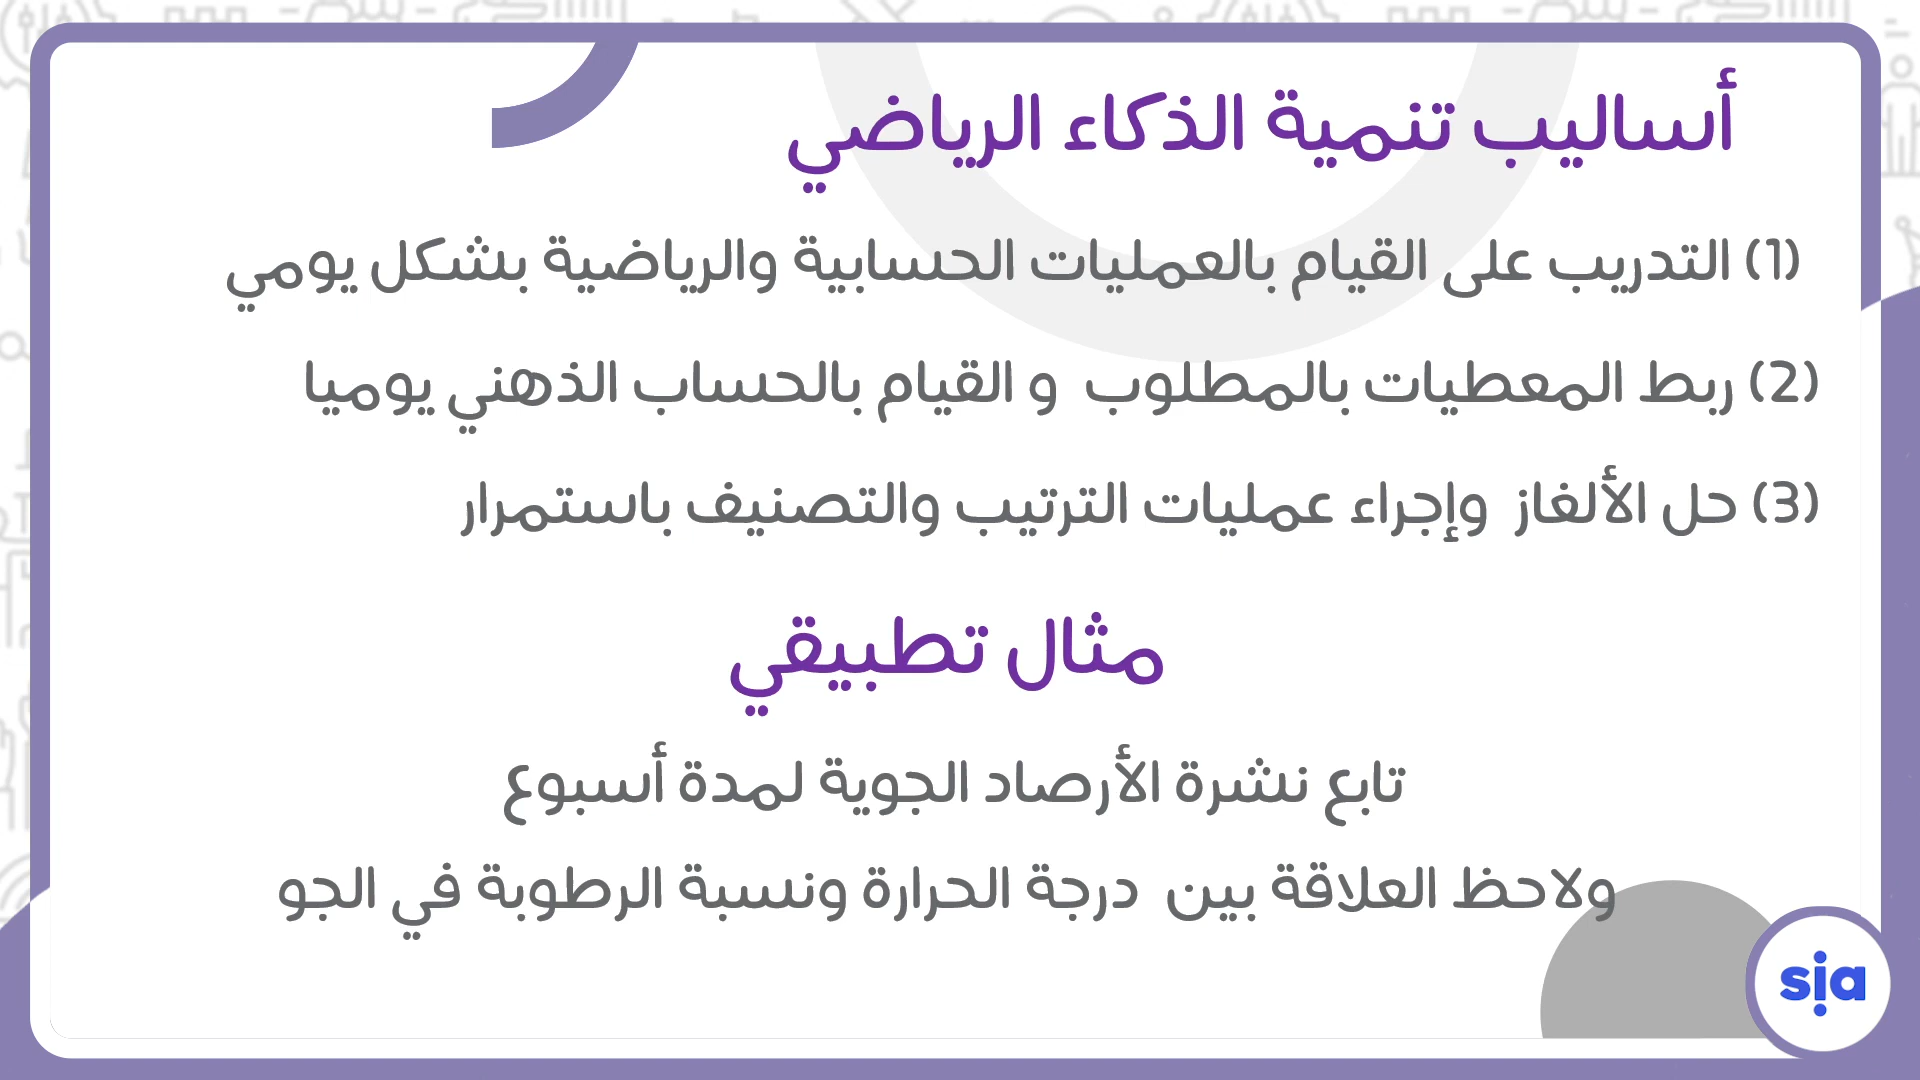 أساليب تنمية الذكاء الرياضي
(1) التدريب على القيام بالعمليات الحسابية والرياضية بشكل يومي
(2) ربط المعطيات بالمطلوب و القيام بالحساب الذهني يوميا
(3) حل الألغاز وإجراء عمليات الترتيب والتصنيف باستمرار
مثال تطبيقي
تابع نشرة الأرصاد الجوية لمدة أسبوع
ولاحظ العلاقة بين درجة الحرارة ونسبة الرطوبة في الجو
sia